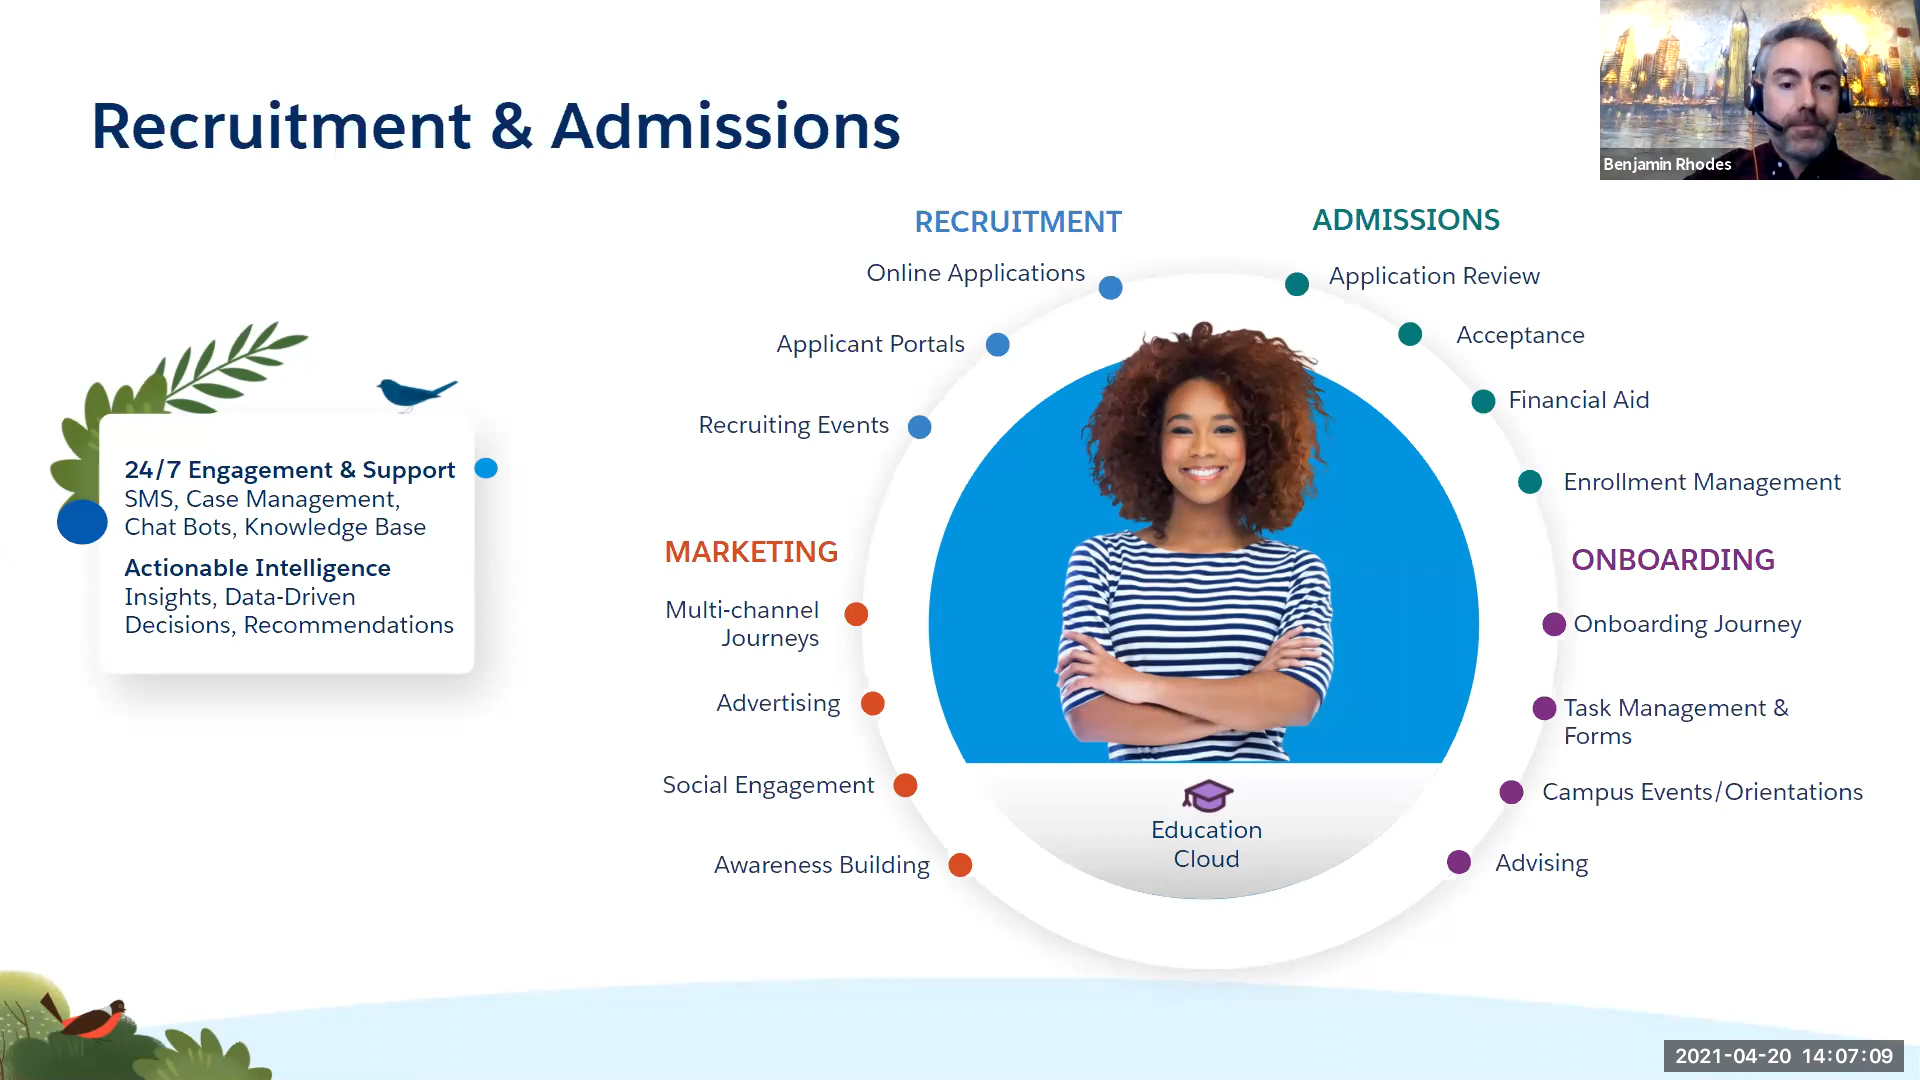 Recruitment & Admissions
Benjamin Rhodes
24/7 Engagement & Support
SMS, Case Management,
Chat Bots, Knowledge Base
Actionable Intelligence
Insights, Data-Driven
Decisions, Recommendations
RECRUITMENT
Online Applications
Applicant Portals
Recruiting Events
MARKETING
Multi-channel
Journeys
Advertising
Social Engagement
Awareness Building
ADMISSIONS
Application Review
Acceptance
Financial Aid
Enrollment Management
ONBOARDING
Onboarding Journey
Task Management &
Forms
Campus Events/Orientations
Advising
Education
Cloud
2021-04-20 14:07:09